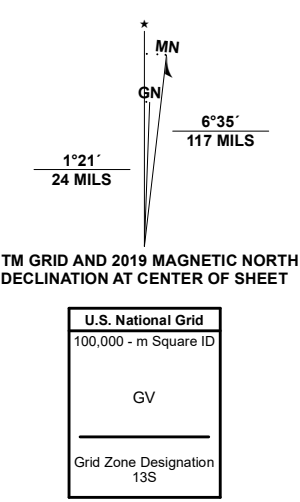 ★
MN
GN
6°35´
117 MILS
1°21´
24 MILS
TM GRID AND 2019 MAGNETIC NORTH
DECLINATION AT CENTER OF SHEET
U.S. National Grid
100,000 - m Square ID
GV
Grid Zone Designation
13S